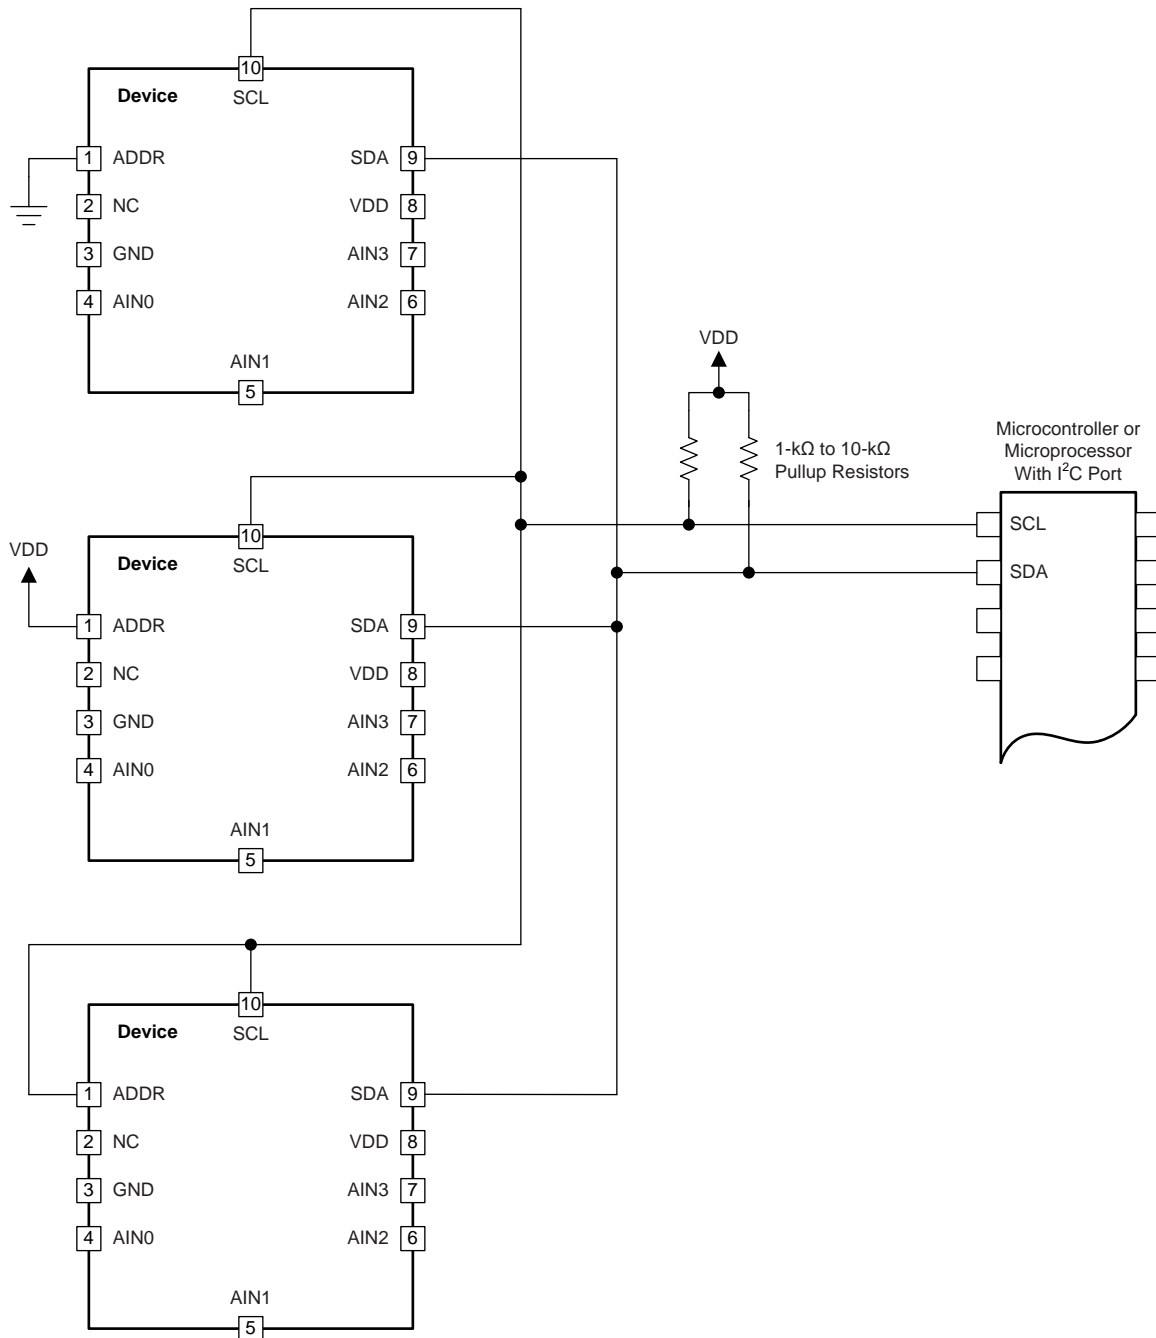 10
Device
SCL
1 ADDR SDA 9
2 NC VDD 8
3 GND AIN3 7
4 AIN0 AIN2 6
AIN1
5
VDD
1-kΩ to 10-kΩ
Pullup Resistors
Microcontroller or
Microprocessor
With I²C Port
SCL
SDA
10
Device
SCL
VDD
1 ADDR SDA 9
2 NC VDD 8
3 GND AIN3 7
4 AIN0 AIN2 6
AIN1
5
10
Device
SCL
1 ADDR SDA 9
2 NC VDD 8
3 GND AIN3 7
4 AIN0 AIN2 6
AIN1
5